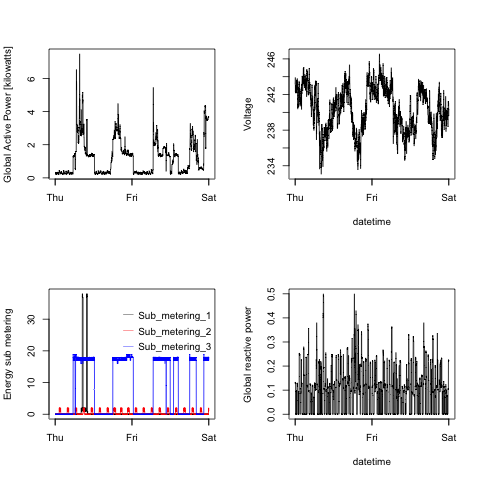 Global Active Power [kilowatts]
6
4
2
0
Thu Fri Sat
Voltage
246
242
238
234
Thu Fri Sat
datetime
Energy sub metering
30
20
10
0
Sub_metering_1
Sub_metering_2
Sub_metering_3
Thu Fri Sat
Global reactive power
0.5
0.4
0.3
0.2
0.1
0.0
Thu Fri Sat
datetime